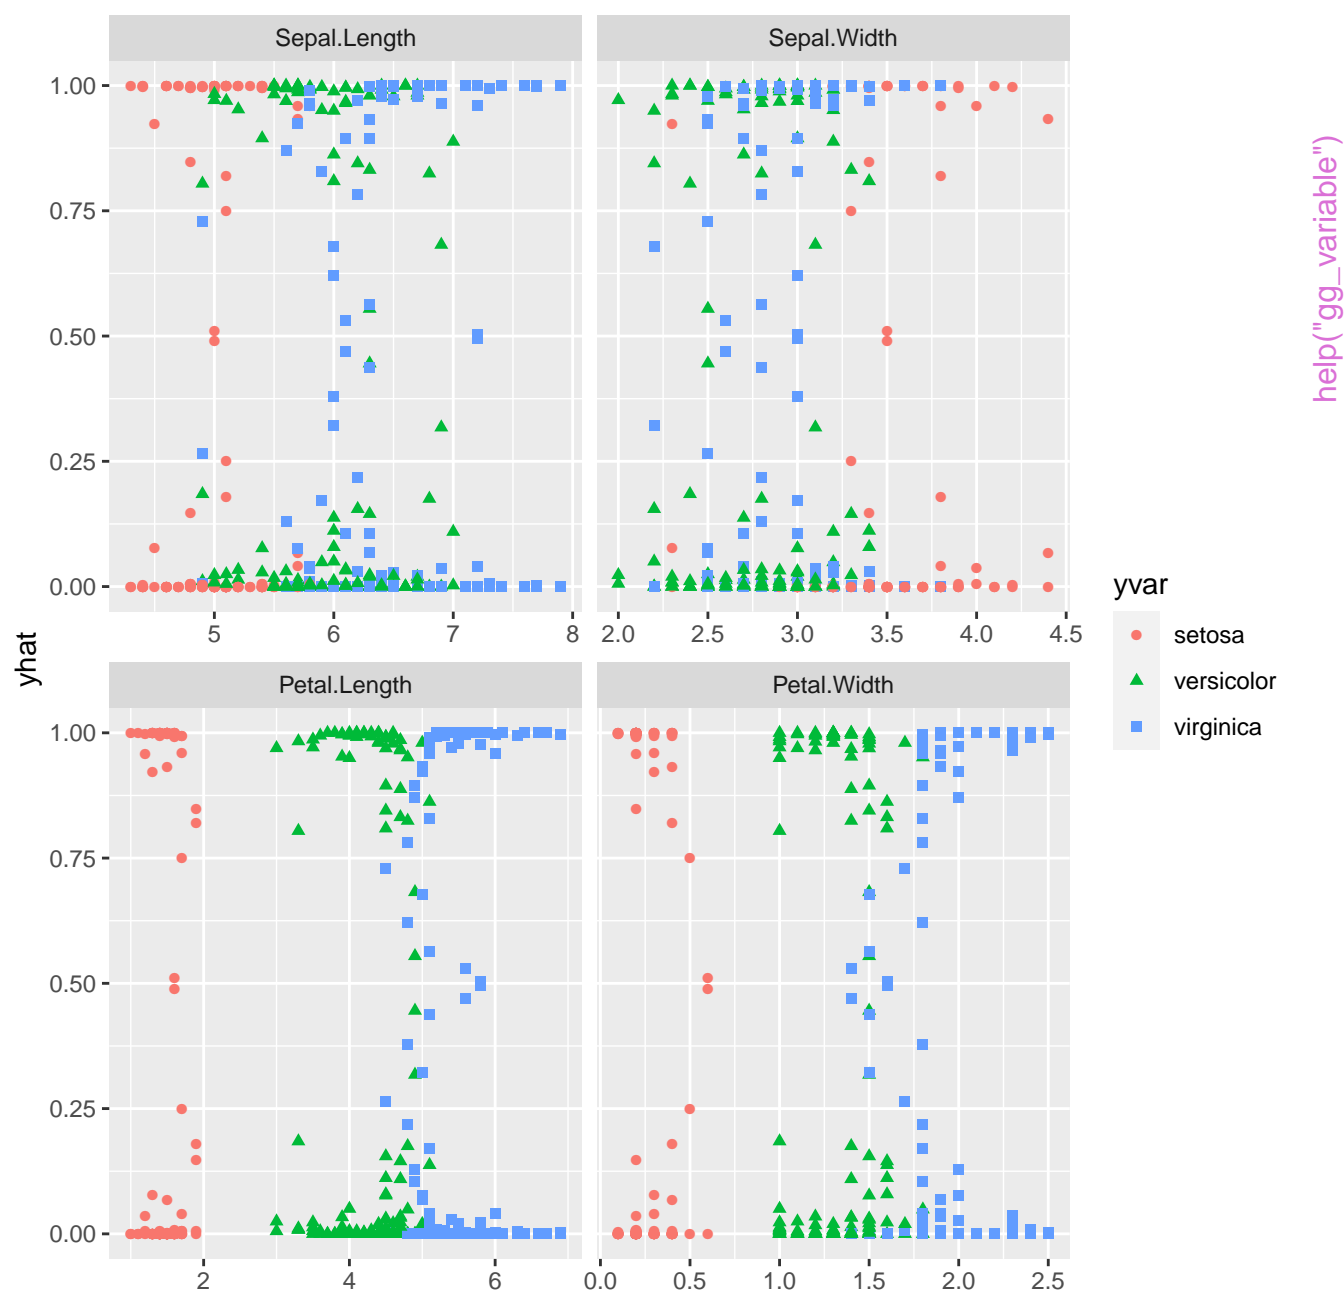 Sepal.Length
Sepal.Width
1.00
0.75
0.50
0.25
0.00
5 6 7 8
2.0 2.5 3.0 3.5 4.0 4.5
Petal.Length
Petal.Width
1.00
0.75
0.50
0.25
0.00
2 4 6
0.0 0.5 1.0 1.5 2.0 2.5
yhat
yvar
setosa
versicolor
virginica
help("gg_variable")